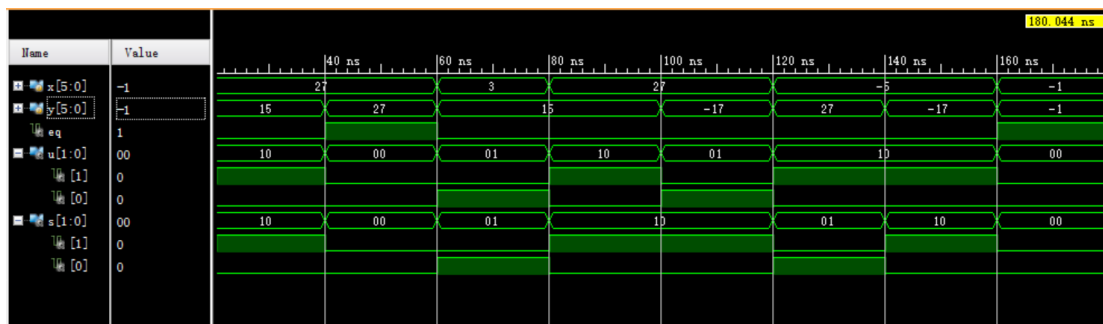 180.044 ns
Name Value
40 ns 60 ns 80 ns 100 ns 120 ns 140 ns 160 ns
x[5:0] -1 27 3 27 -5 -1
y[5:0] -1 15 27 15 -17 27 -17 -1
eq 1
u[1:0] 00 10 00 01 10 01 10 00
[1] 0
[0] 0
s[1:0] 00 10 00 01 10 01 10 00
[1] 0
[0] 0